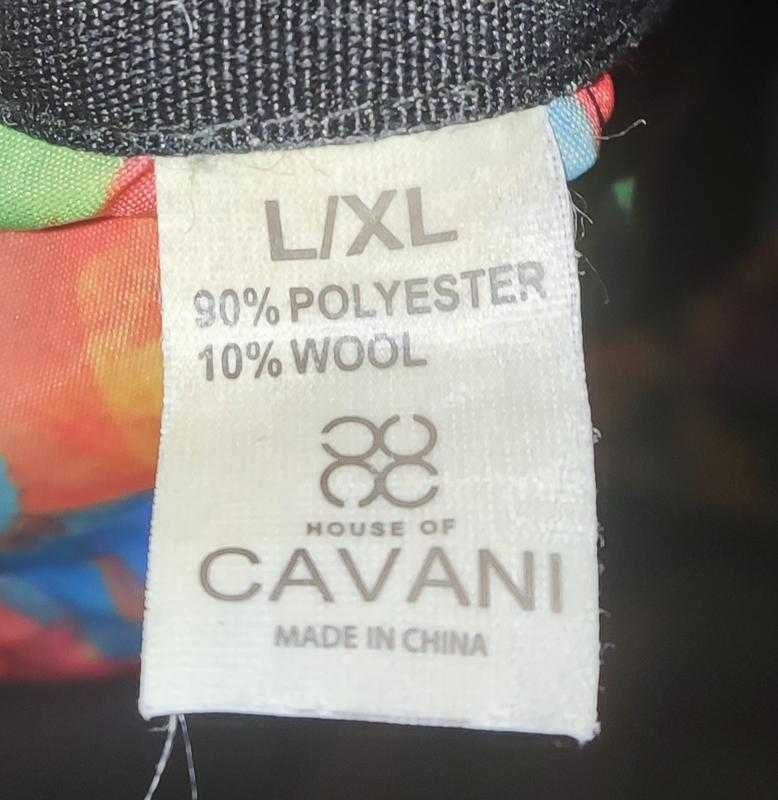 L/XL
90% POLYESTER
10% WOOL
HOUSE OF
CAVANI
MADE IN CHINA